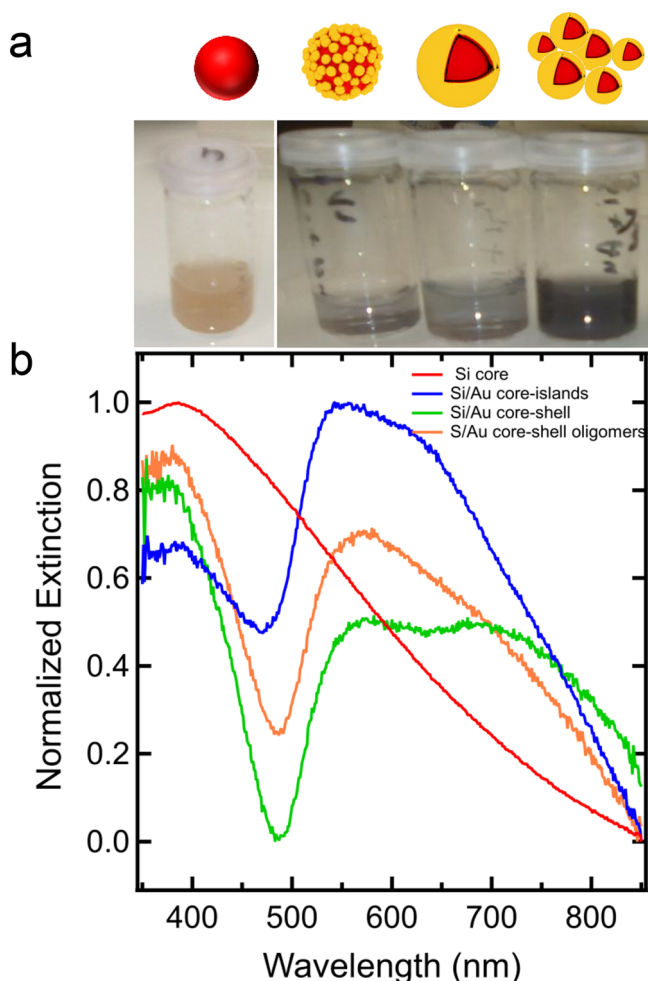 a
b
Si core
Si/Au core-islands
Si/Au core-shell
S/Au core-shell oligomers
1.0
0.8
0.6
0.4
0.2
0.0
Normalized Extinction
400 500 600 700 800
Wavelength (nm)